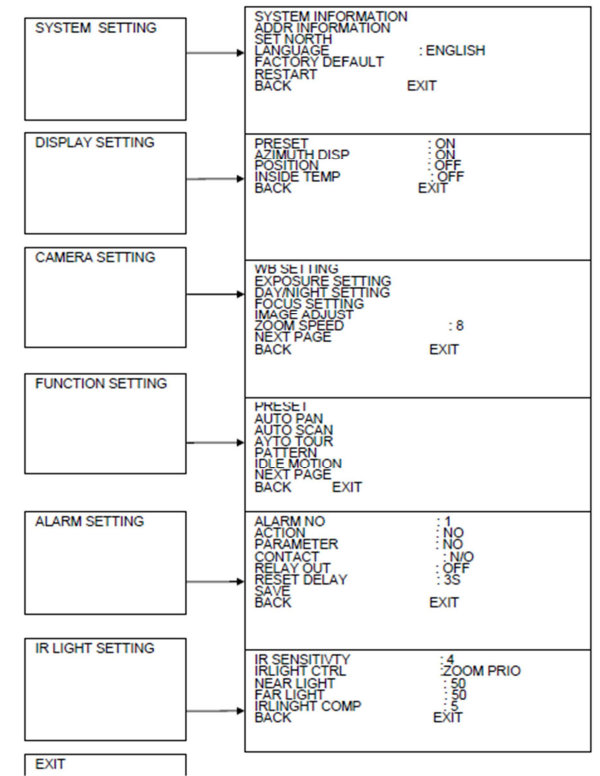 SYSTEM SETTING
SYSTEM INFORMATION
ADDR INFORMATION
SET NORTH
LANGUAGE : ENGLISH
FACTORY DEFAULT
RESTART
BACK EXIT
DISPLAY SETTING
PRESET : ON
AZIMUTH DISP : ON
POSITION : OFF
INSIDE TEMP : OFF
BACK EXIT
CAMERA SETTING
WB SETTING
EXPOSURE SETTING
DAY/NIGHT SETTING
FOCUS SETTING
IMAGE ADJUST
ZOOM SPEED : 8
NEXT PAGE
BACK EXIT
FUNCTION SETTING
PRESET
AUTO PAN
AUTO SCAN
AYTO TOUR
PATTERN
IDLE MOTION
NEXT PAGE
BACK EXIT
ALARM SETTING
ALARM NO : 1
ACTION : NO
PARAMETER : NO
CONTACT : N/O
RELAY OUT : OFF
RESET DELAY : 3S
SAVE
BACK EXIT
IR LIGHT SETTING
IR SENSITIVTY : 4
IRLIGHT CTRL :ZOOM PRIO
NEAR LIGHT : 50
FAR LIGHT : 50
IRLINGHT COMP : 5
BACK EXIT
EXIT